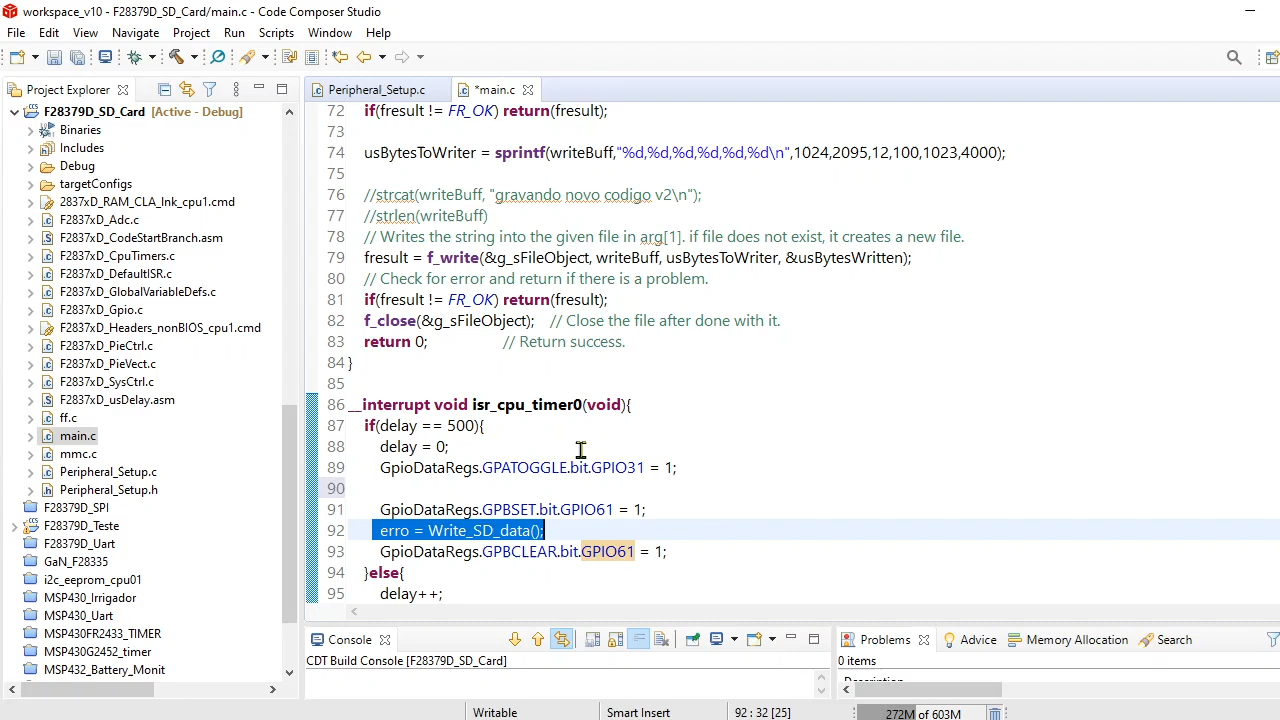 workspace_v10 - F28379D_SD_Card/main.c - Code Composer Studio
File Edit View Navigate Project Run Scripts Window Help
Project Explorer
Peripheral_Setup.c
*main.c
F28379D_SD_Card [Active - Debug]
Binaries
Includes
Debug
targetConfigs
2837xD_RAM_CLA_lnk_cpu1.cmd
F2837xD_Adc.c
F2837xD_CodeStartBranch.asm
F2837xD_CpuTimers.c
F2837xD_DefaultISR.c
F2837xD_GlobalVariableDefs.c
F2837xD_Gpio.c
F2837xD_Headers_nonBIOS_cpu1.cmd
F2837xD_PieCtrl.c
F2837xD_PieVect.c
F2837xD_SysCtrl.c
F2837xD_usDelay.asm
ff.c
main.c
mmc.c
Peripheral_Setup.c
Peripheral_Setup.h
F28379D_SPI
F28379D_Teste
F28379D_Uart
GaN_F28335
i2c_eeprom_cpu01
MSP430_Irrigador
MSP430_Uart
MSP430FR2433_TIMER
MSP430G2452_timer
MSP432_Battery_Monit
72 if(fresult != FR_OK) return(fresult);
73
74 usBytesToWriter = sprintf(writeBuff,"%d,%d,%d,%d,%d,%d\n",1024,2095,12,100,1023,4000);
75
76 //strcat(writeBuff, "gravando novo codigo v2\n");
77 //strlen(writeBuff)
78 // Writes the string into the given file in arg[1]. if file does not exist, it creates a new file.
79 fresult = f_write(&g_sFileObject, writeBuff, usBytesToWriter, &usBytesWritten);
80 // Check for error and return if there is a problem.
81 if(fresult != FR_OK) return(fresult);
82 f_close(&g_sFileObject); // Close the file after done with it.
83 return 0; // Return success.
84 }
85
86 __interrupt void isr_cpu_timer0(void){
87 if(delay == 500){
88 delay = 0;
89 GpioDataRegs.GPATOGGLE.bit.GPIO31 = 1;
90
91 GpioDataRegs.GPBSET.bit.GPIO61 = 1;
92 erro = Write_SD_data();
93 GpioDataRegs.GPBCLEAR.bit.GPIO61 = 1;
94 }else{
95 delay++;
Console
CDT Build Console [F28379D_SD_Card]
Problems Advice Memory Allocation Search
0 items
Writable Smart Insert 92 : 32 [25] 272M of 603M